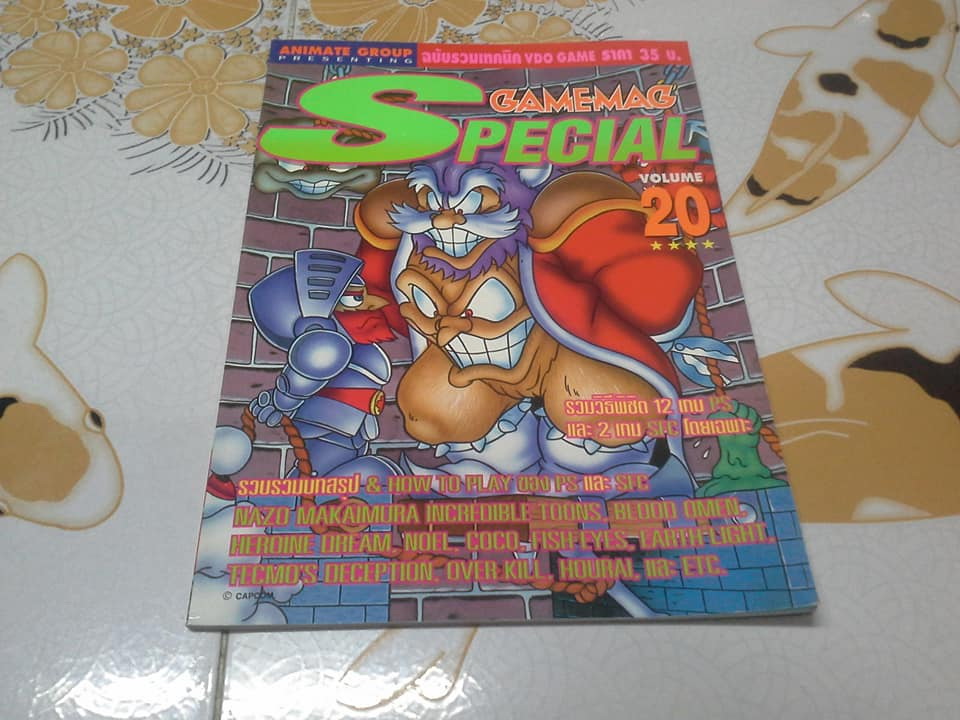 ANIMATE GROUP
PRESENTING
ฉบับรวมเทคนิค VDO GAME ราคา 35 บ.
GAMEMAG
SPECIAL
VOLUME
20
รวมวิธีพิชิต 12 เกม PS
และ 2 เกม SFC โดยเฉพาะ
รวบรวมบทสรุป & HOW TO PLAY ของ PS และ SFC
NAZO MAKAIMURA INCREDIBLE TOONS, BLOOD OMEN,
HEROINE DREAM, NOEL, COCO, FISH EYES, EARTH LIGHT,
TECMO'S DECEPTION, OVER KILL, HOURAI, และ ETC.
© CAPCOM